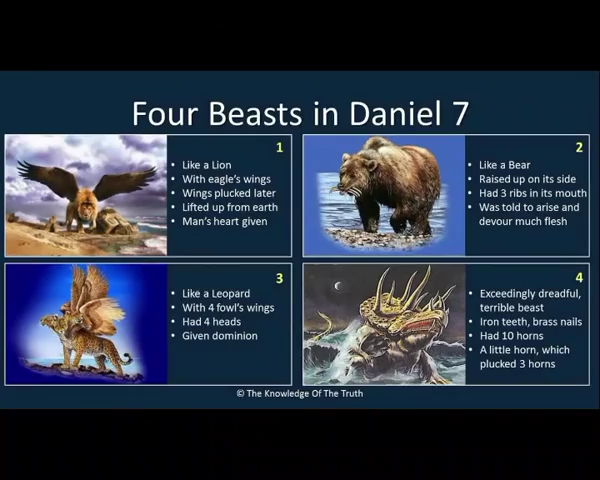 Four Beasts in Daniel 7
1
• Like a Lion
• With eagle's wings
• Wings plucked later
• Lifted up from earth
• Man's heart given
2
• Like a Bear
• Raised up on its side
• Had 3 ribs in its mouth
• Was told to arise and
devour much flesh
3
• Like a Leopard
• With 4 fowl's wings
• Had 4 heads
• Given dominion
4
• Exceedingly dreadful,
terrible beast
• Iron teeth, brass nails
• Had 10 horns
• A little horn, which
plucked 3 horns
© The Knowledge Of The Truth